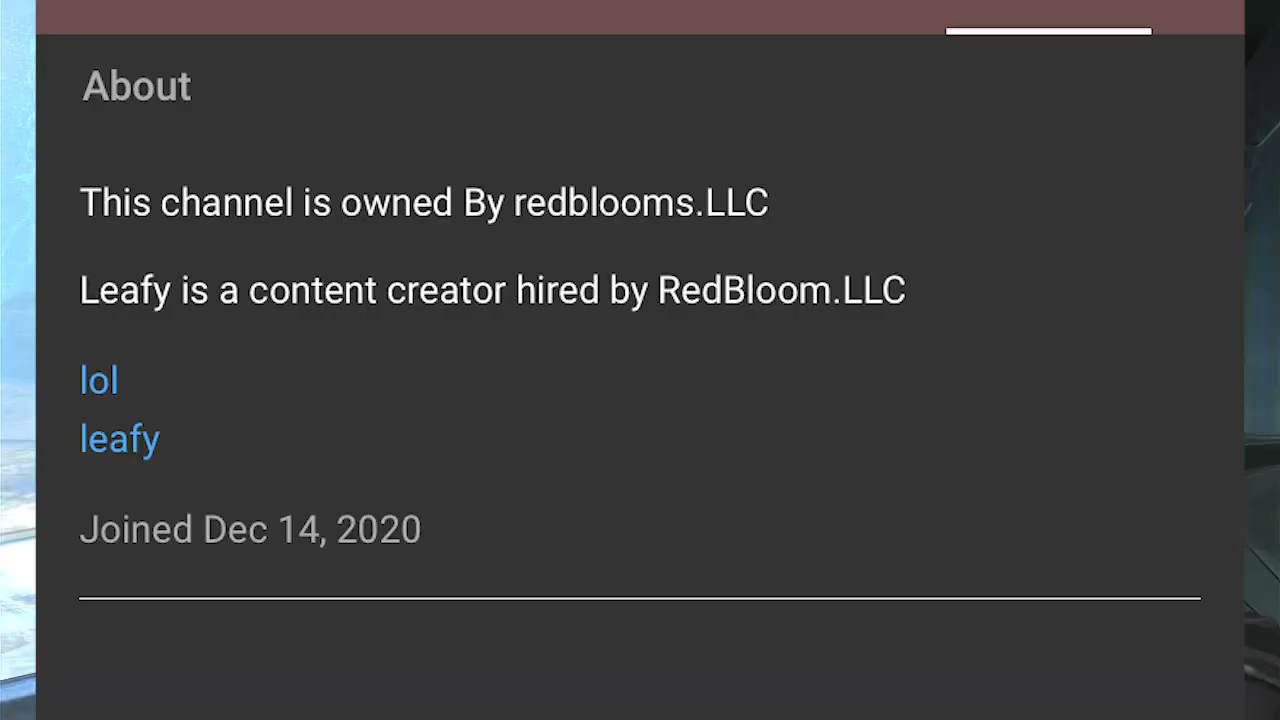 About
This channel is owned By redblooms.LLC
Leafy is a content creator hired by RedBloom.LLC
lol
leafy
Joined Dec 14, 2020